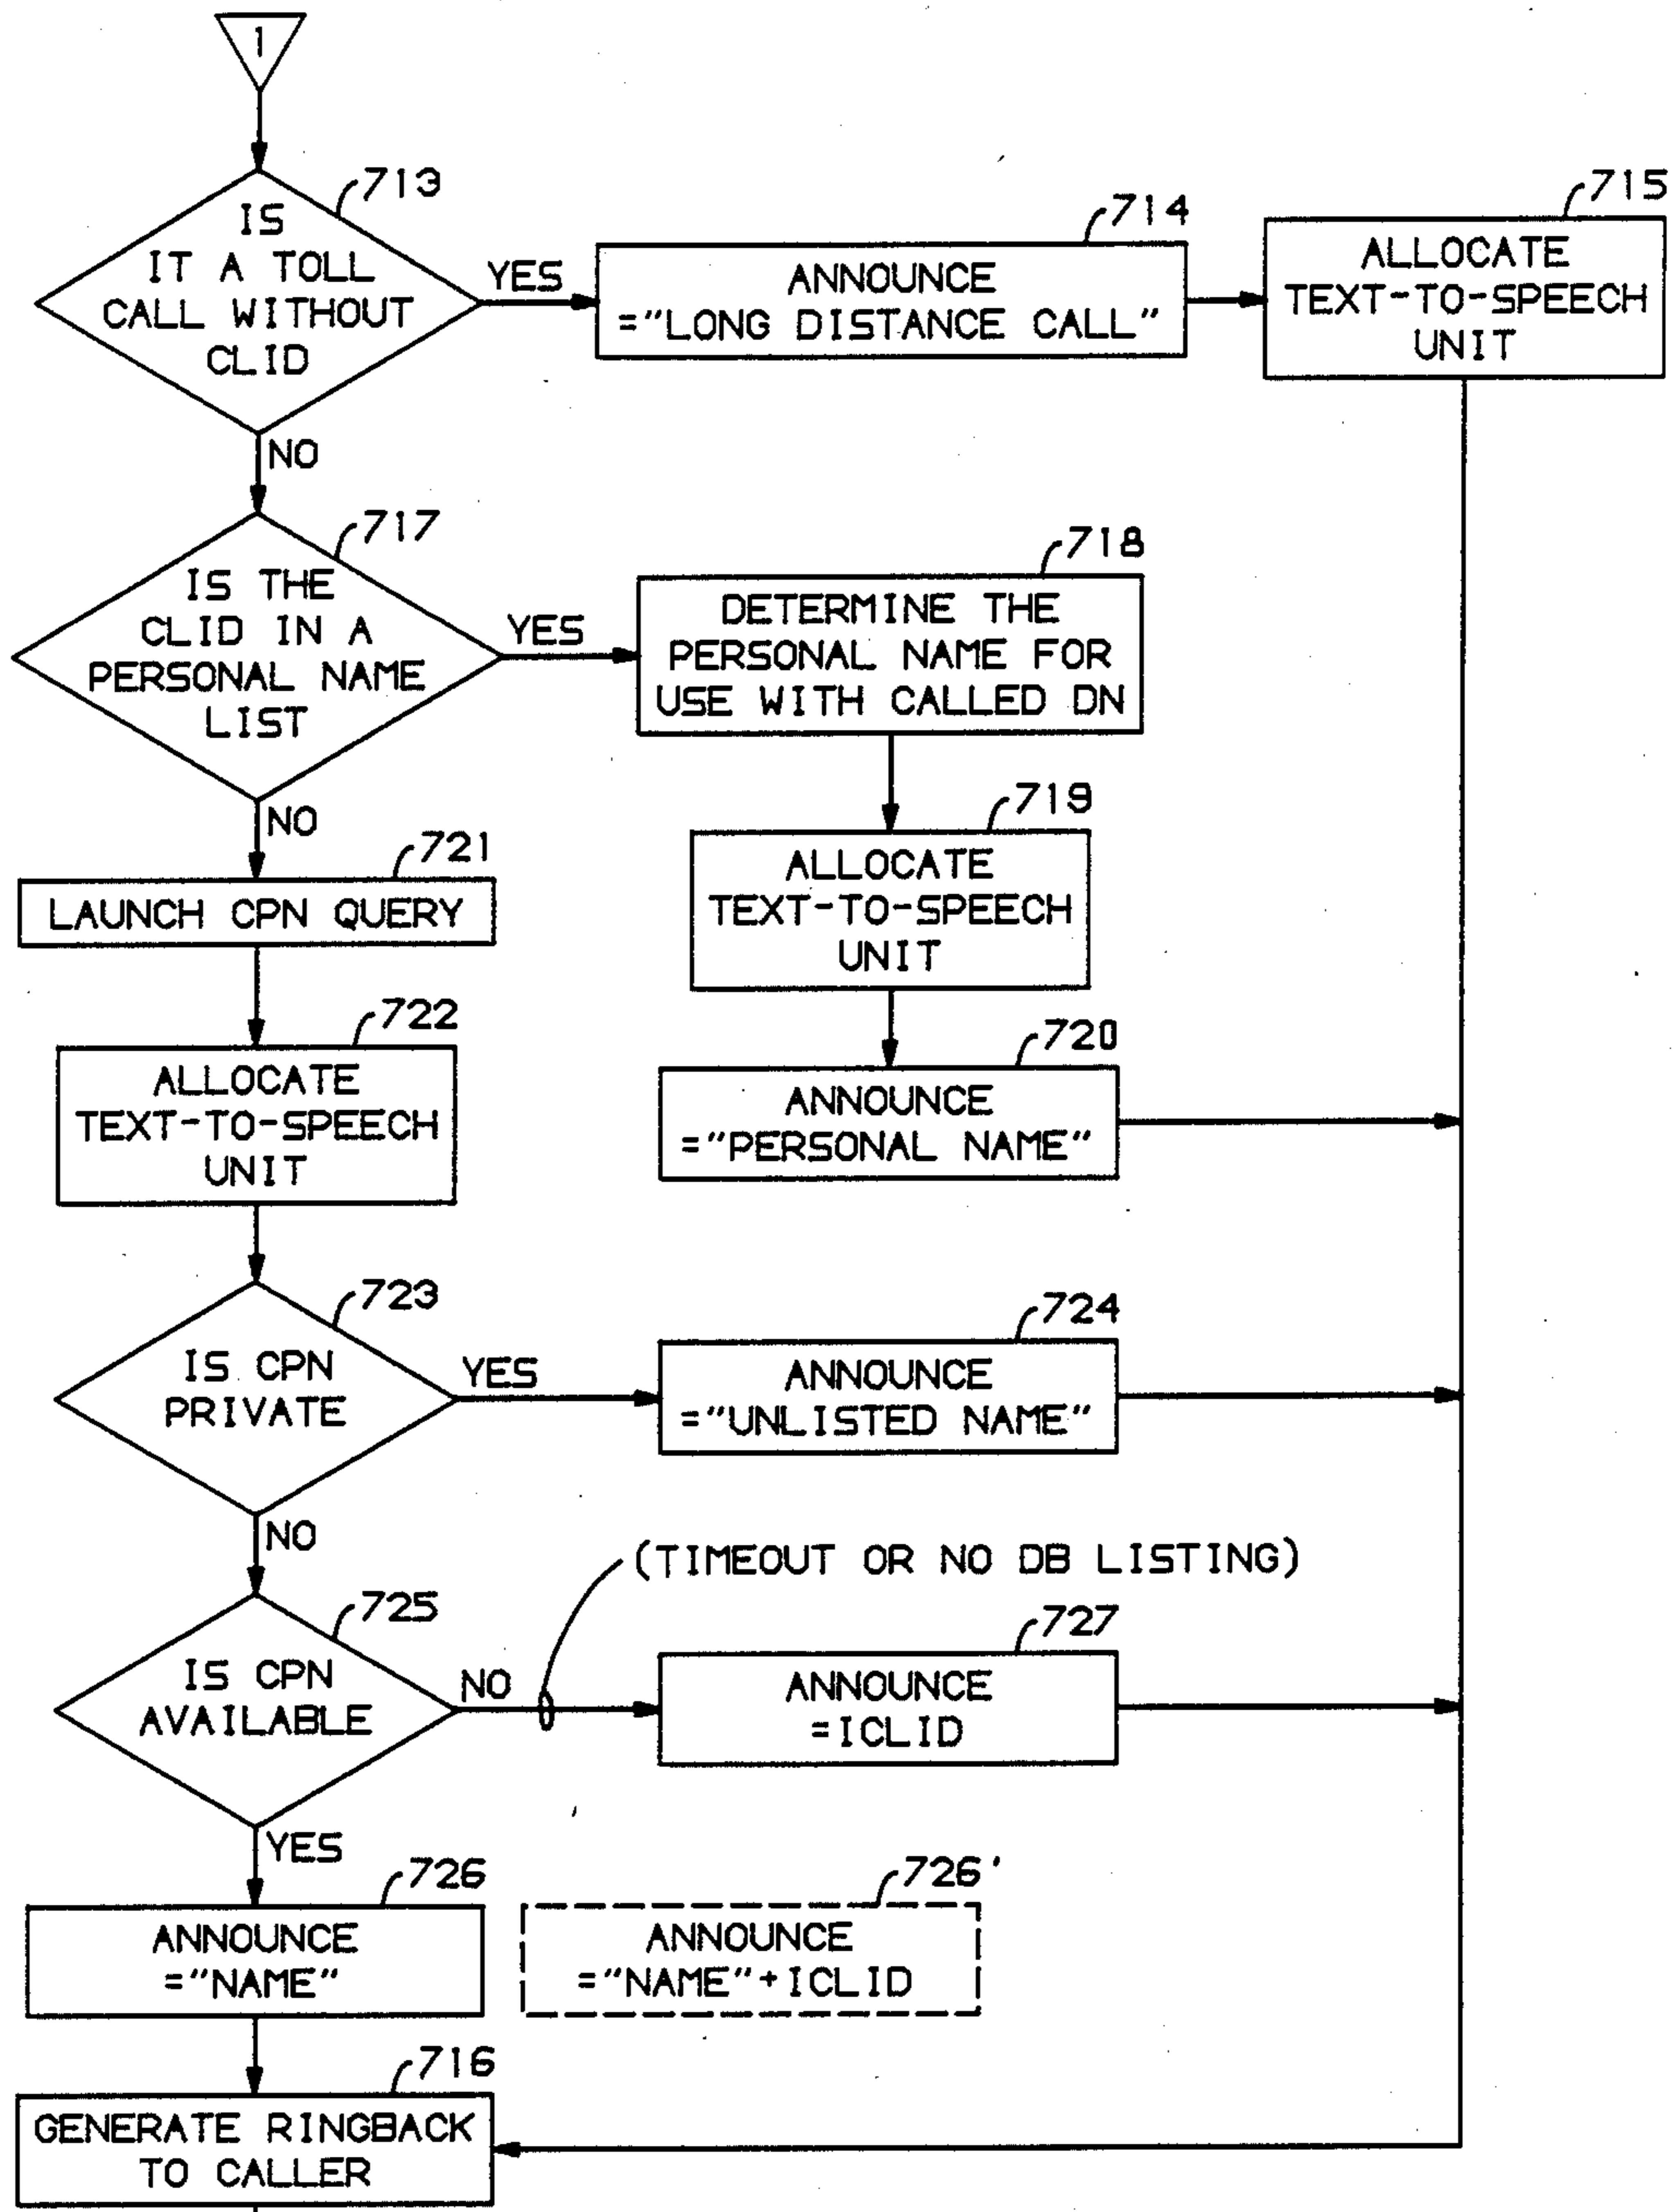 1
713
IS
IT A TOLL
CALL WITHOUT
CLID
YES
NO
714
ANNOUNCE
="LONG DISTANCE CALL"
715
ALLOCATE
TEXT-TO-SPEECH
UNIT
717
IS THE
CLID IN A
PERSONAL NAME
LIST
YES
NO
718
DETERMINE THE
PERSONAL NAME FOR
USE WITH CALLED DN
719
ALLOCATE
TEXT-TO-SPEECH
UNIT
720
ANNOUNCE
="PERSONAL NAME"
721
LAUNCH CPN QUERY
722
ALLOCATE
TEXT-TO-SPEECH
UNIT
723
IS CPN
PRIVATE
YES
NO
724
ANNOUNCE
="UNLISTED NAME"
(TIMEOUT OR NO DB LISTING)
725
IS CPN
AVAILABLE
NO
YES
727
ANNOUNCE
=ICLID
726
ANNOUNCE
="NAME"
726'
ANNOUNCE
="NAME"+ICLID
716
GENERATE RINGBACK
TO CALLER